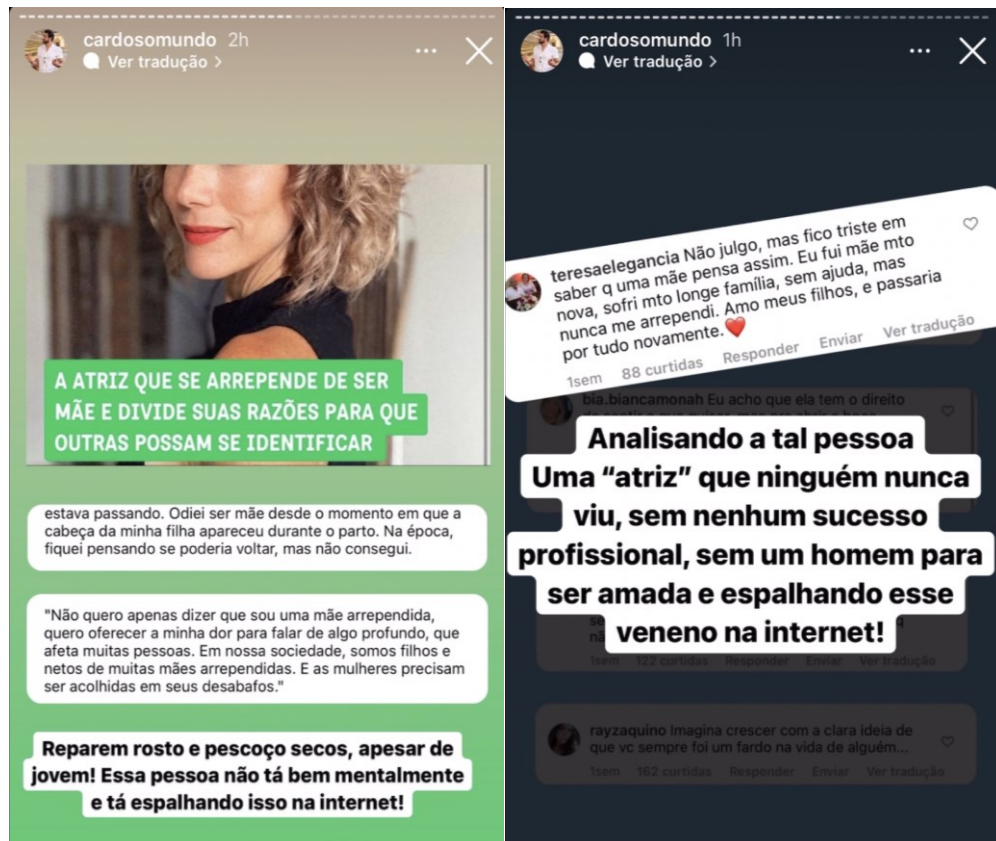 cardosomundo 2h
Ver tradução >
A ATRIZ QUE SE ARREPENDE DE SER
MÃE E DIVIDE SUAS RAZÕES PARA QUE
OUTRAS POSSAM SE IDENTIFICAR
estava passando. Odiei ser mãe desde o momento em que a
cabeça da minha filha apareceu durante o parto. Na época,
fiquei pensando se poderia voltar, mas não consegui.
"Não quero apenas dizer que sou uma mãe arrependida,
quero oferecer a minha dor para falar de algo profundo, que
afeta muitas pessoas. Em nossa sociedade, somos filhos e
netos de muitas mães arrependidas. E as mulheres precisam
ser acolhidas em seus desabafos."
Reparem rosto e pescoço secos, apesar de
jovem! Essa pessoa não tá bem mentalmente
e tá espalhando isso na internet!
cardosomundo 1h
Ver tradução >
teresaelegancia Não julgo, mas fico triste em
saber q uma mãe pensa assim. Eu fui mãe mto
nova, sofri mto longe família, sem ajuda, mas
nunca me arrependi. Amo meus filhos, e passaria
por tudo novamente.❤️
1sem 88 curtidas Responder Enviar Ver tradução
bia.biancamonah Eu acho que ela tem o direito
Analisando a tal pessoa
Uma “atriz” que ninguém nunca
viu, sem nenhum sucesso
profissional, sem um homem para
ser amada e espalhando esse
veneno na internet!
1sem 122 curtidas Responder Enviar Ver tradução
rayzaquino Imagina crescer com a clara ideia de
que vc sempre foi um fardo na vida de alguém...
1sem 162 curtidas Responder Enviar Ver tradução